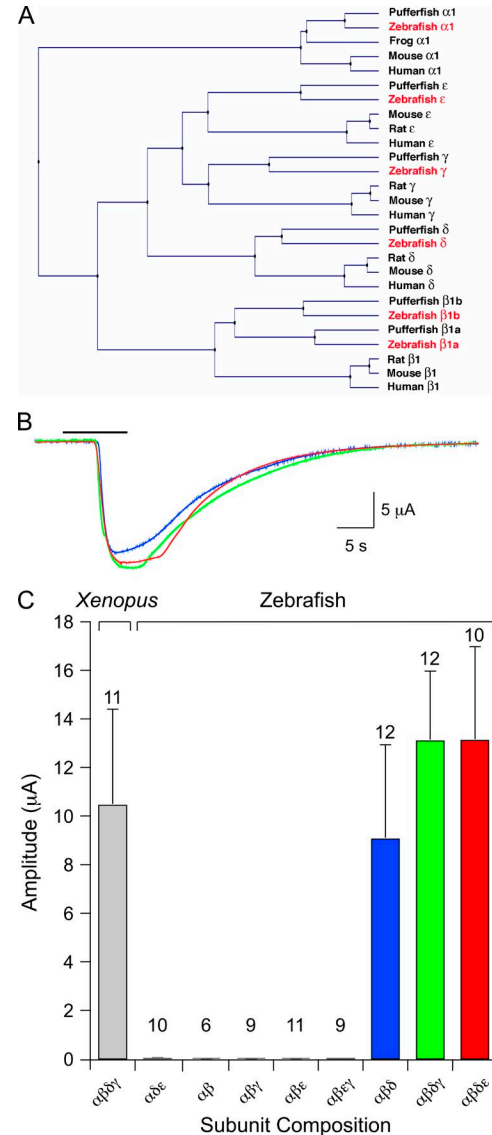 A
Pufferfish α1
Zebrafish α1
Frog α1
Mouse α1
Human α1
Pufferfish ε
Zebrafish ε
Mouse ε
Rat ε
Human ε
Pufferfish γ
Zebrafish γ
Rat γ
Mouse γ
Human γ
Pufferfish δ
Zebrafish δ
Rat δ
Mouse δ
Human δ
Pufferfish β1b
Zebrafish β1b
Pufferfish β1a
Zebrafish β1a
Rat β1
Mouse β1
Human β1
B
5 μA
5 s
C
Xenopus Zebrafish
18
16
14
12
10
8
6
4
2
0
Amplitude (μA)
11
10
6
9
11
9
12
12
10
αβδγ
αδε
αβ
αβγ
αβε
αβεγ
αβδ
αβδγ
αβδε
Subunit Composition